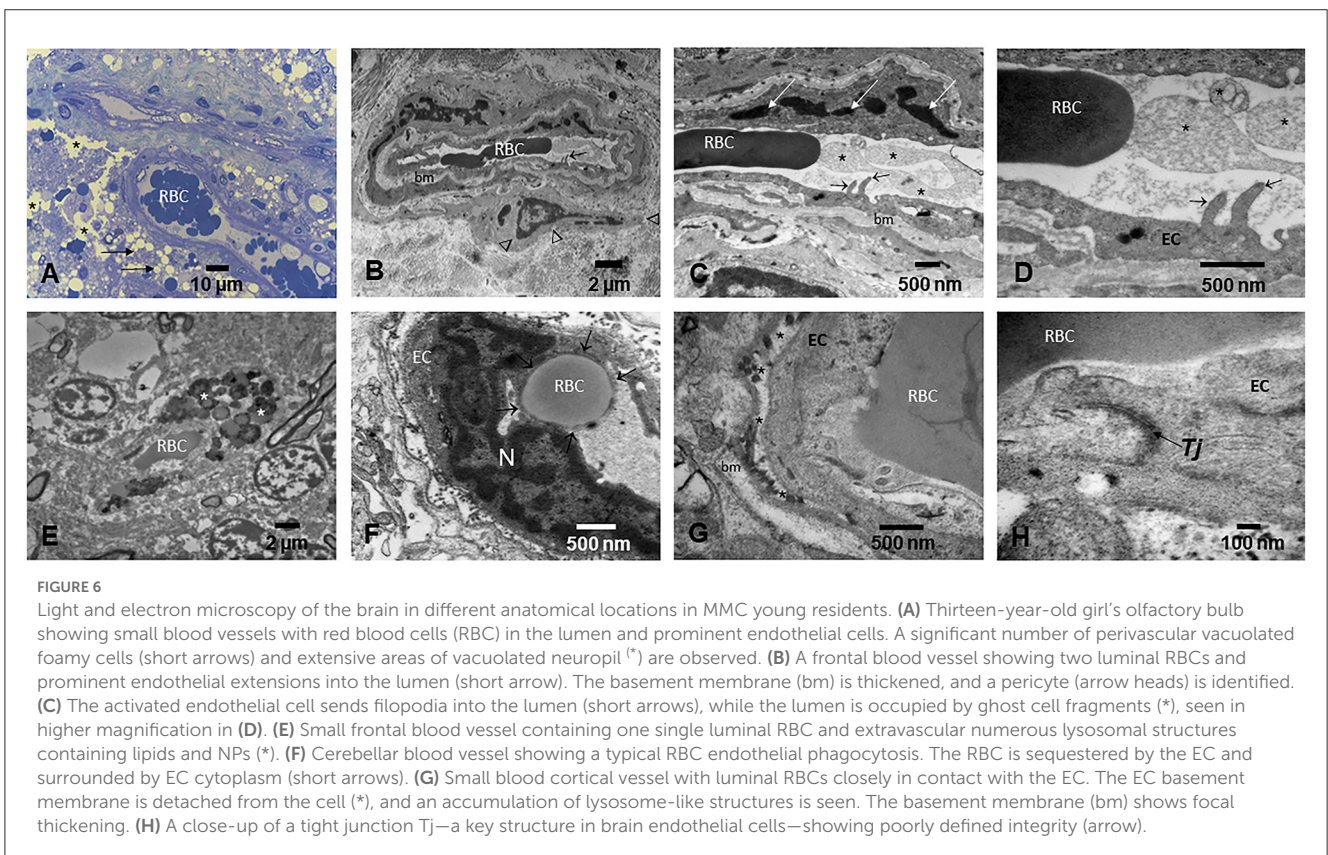 RBC
*
*
*
A
10 µm
RBC
bm
B
2 µm
RBC
*
*
*
bm
C
500 nm
RBC
*
*
*
EC
D
500 nm
*
*
RBC
E
2 µm
EC
RBC
N
F
500 nm
EC
*
*
RBC
*
bm
*
G
500 nm
RBC
EC
Tj
H
100 nm
FIGURE 6
Light and electron microscopy of the brain in different anatomical locations in MMC young residents. (A) Thirteen-year-old girl's olfactory bulb
showing small blood vessels with red blood cells (RBC) in the lumen and prominent endothelial cells. A significant number of perivascular vacuolated
foamy cells (short arrows) and extensive areas of vacuolated neuropil (*) are observed. (B) A frontal blood vessel showing two luminal RBCs and
prominent endothelial extensions into the lumen (short arrow). The basement membrane (bm) is thickened, and a pericyte (arrow heads) is identified.
(C) The activated endothelial cell sends filopodia into the lumen (short arrows), while the lumen is occupied by ghost cell fragments (*), seen in
higher magnification in (D). (E) Small frontal blood vessel containing one single luminal RBC and extravascular numerous lysosomal structures
containing lipids and NPs (*). (F) Cerebellar blood vessel showing a typical RBC endothelial phagocytosis. The RBC is sequestered by the EC and
surrounded by EC cytoplasm (short arrows). (G) Small blood cortical vessel with luminal RBCs closely in contact with the EC. The EC basement
membrane is detached from the cell (*), and an accumulation of lysosome-like structures is seen. The basement membrane (bm) shows focal
thickening. (H) A close-up of a tight junction Tj—a key structure in brain endothelial cells—showing poorly defined integrity (arrow).